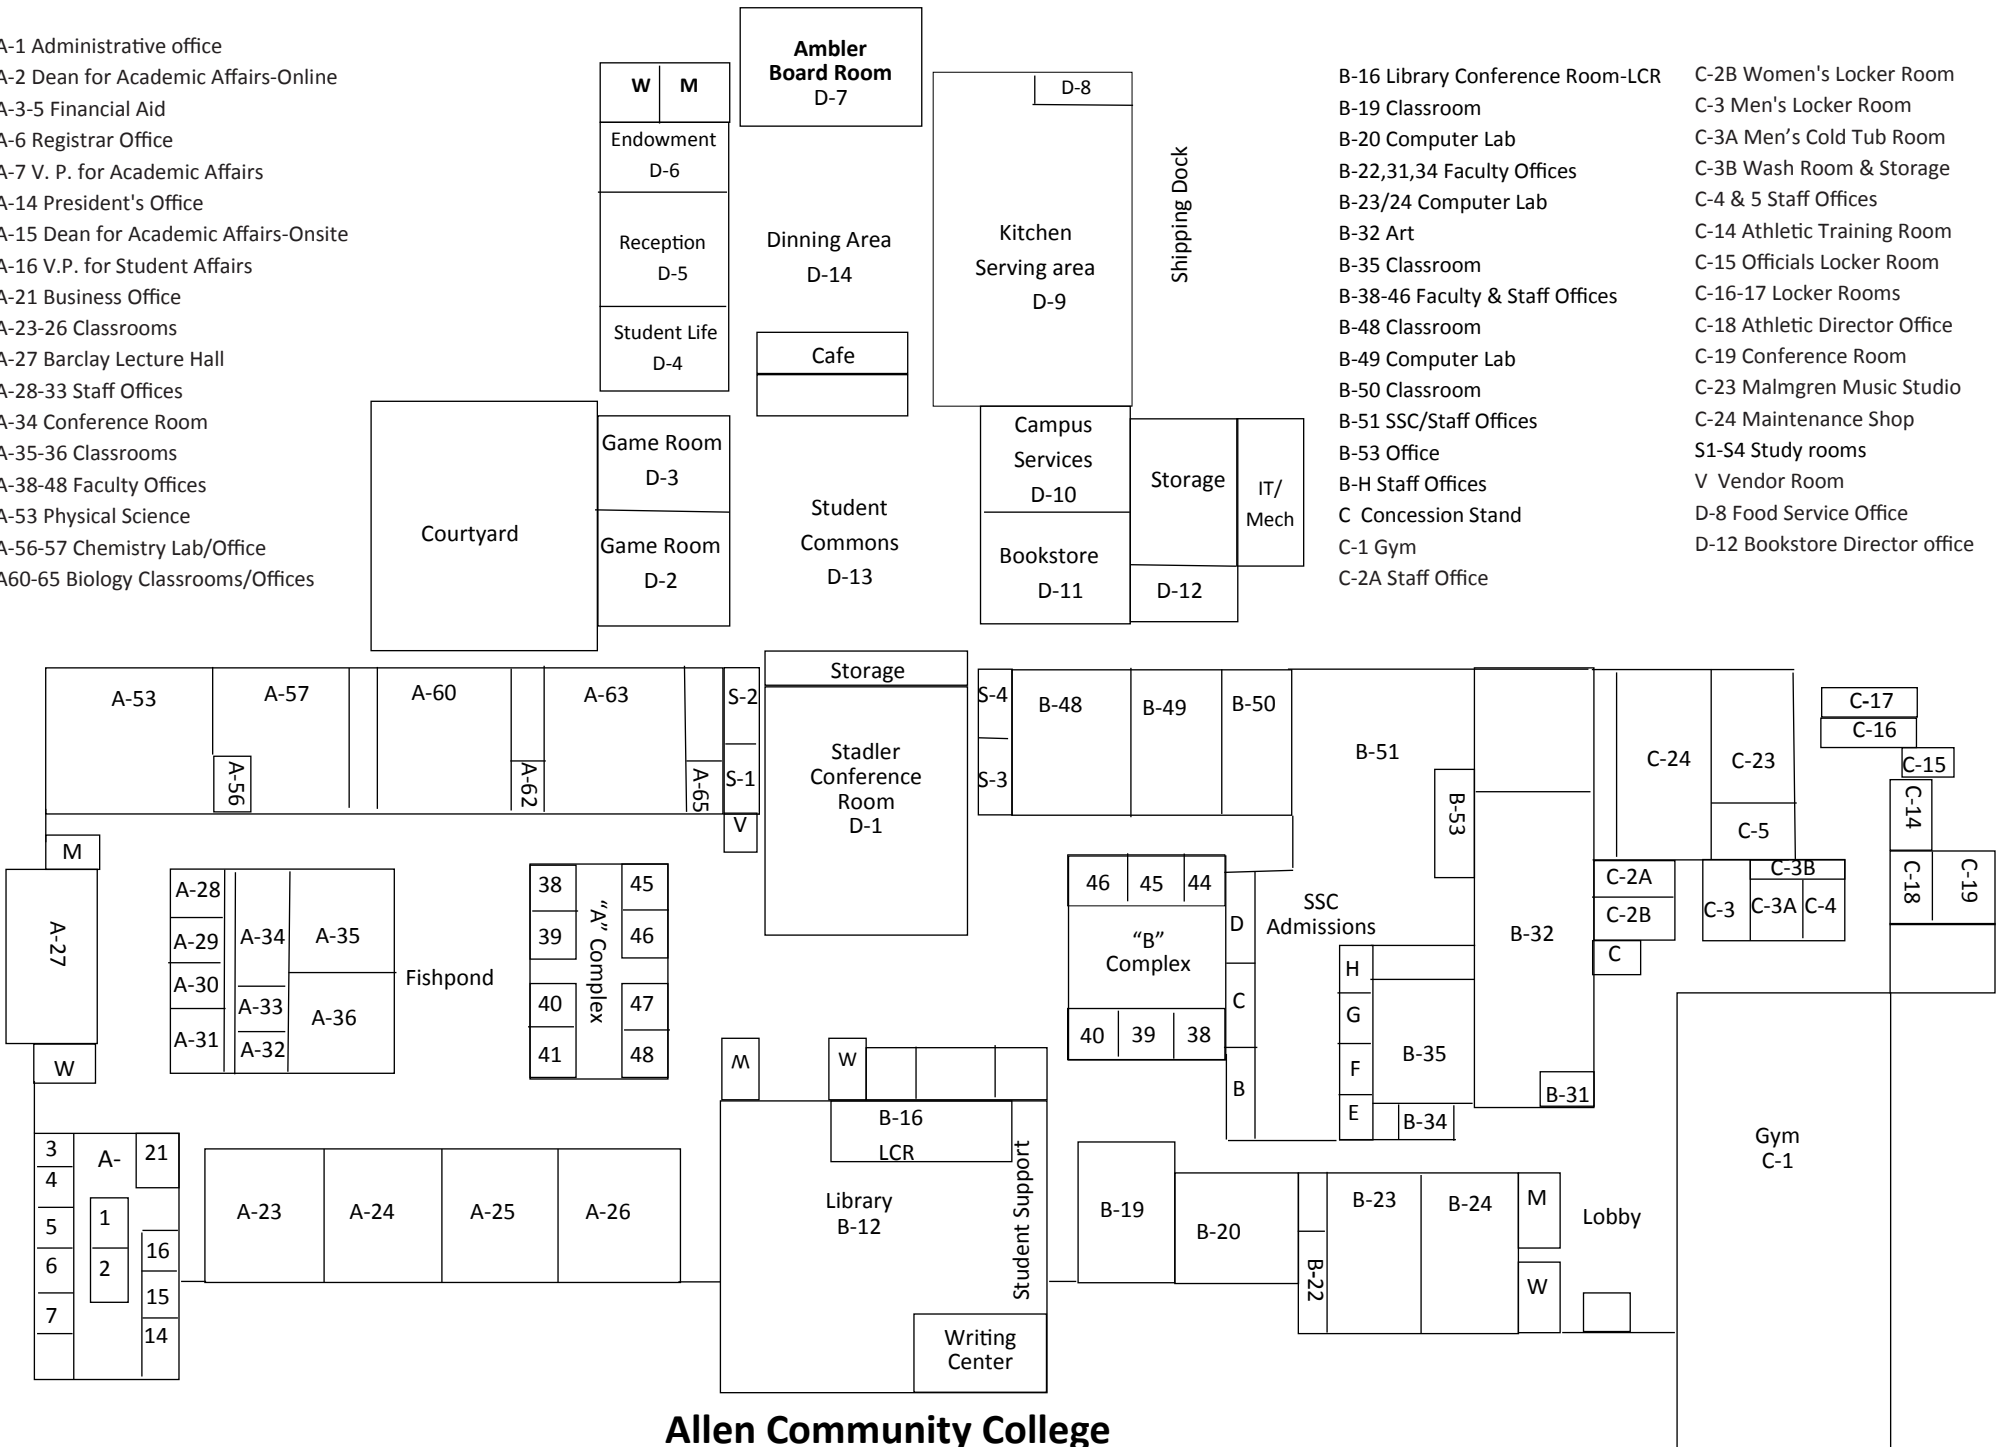 A-1 Administrative office
A-2 Dean for Academic Affairs-Online
A-3-5 Financial Aid
A-6 Registrar Office
A-7 V. P. for Academic Affairs
A-14 President's Office
A-15 Dean for Academic Affairs-Onsite
A-16 V.P. for Student Affairs
A-21 Business Office
A-23-26 Classrooms
A-27 Barclay Lecture Hall
A-28-33 Staff Offices
A-34 Conference Room
A-35-36 Classrooms
A-38-48 Faculty Offices
A-53 Physical Science
A-56-57 Chemistry Lab/Office
A60-65 Biology Classrooms/Offices
W
M
Endowment
D-6
Reception
D-5
Student Life
D-4
Ambler
Board Room
D-7
Dinning Area
D-14
Cafe
D-8
Kitchen
Serving area
D-9
Shipping Dock
B-16 Library Conference Room-LCR
B-19 Classroom
B-20 Computer Lab
B-22,31,34 Faculty Offices
B-23/24 Computer Lab
B-32 Art
B-35 Classroom
B-38-46 Faculty & Staff Offices
B-48 Classroom
B-49 Computer Lab
B-50 Classroom
B-51 SSC/Staff Offices
B-53 Office
B-H Staff Offices
C Concession Stand
C-1 Gym
C-2A Staff Office
C-2B Women's Locker Room
C-3 Men's Locker Room
C-3A Men’s Cold Tub Room
C-3B Wash Room & Storage
C-4 & 5 Staff Offices
C-14 Athletic Training Room
C-15 Officials Locker Room
C-16-17 Locker Rooms
C-18 Athletic Director Office
C-19 Conference Room
C-23 Malmgren Music Studio
C-24 Maintenance Shop
S1-S4 Study rooms
V Vendor Room
D-8 Food Service Office
D-12 Bookstore Director office
Courtyard
Game Room
D-3
Game Room
D-2
Student
Commons
D-13
Campus
Services
D-10
Bookstore
D-11
Storage
IT/
Mech
D-12
A-53
A-57
A-56
A-60
A-62
A-63
A-65
S-2
S-1
V
Storage
Stadler
Conference
Room
D-1
S-4
S-3
B-48
B-49
B-50
B-51
B-53
C-24
C-23
C-5
C-17
C-16
C-15
C-14
C-18
C-19
M
A-27
W
A-28
A-29
A-30
A-31
A-34
A-33
A-32
A-35
A-36
Fishpond
38
39
40
41
“A” Complex
45
46
47
48
46
45
44
“B”
Complex
40
39
38
D
C
B
SSC
Admissions
H
G
F
E
B-35
B-34
B-32
B-31
C-2A
C-2B
C
C-3
C-3B
C-3A
C-4
W
W
B-16
LCR
Library
B-12
Student Support
Writing
Center
3
4
5
6
7
A-
21
1
2
16
15
14
A-23
A-24
A-25
A-26
B-19
B-20
B-22
B-23
B-24
M
W
Lobby
Gym
C-1
Allen Community College